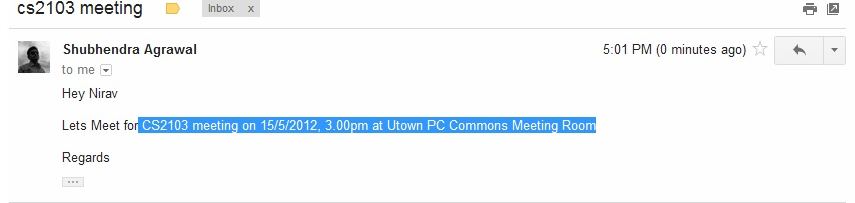 cs2103 meeting Inbox x
Shubhendra Agrawal 5:01 PM (0 minutes ago)
to me
Hey Nirav
Lets Meet for CS2103 meeting on 15/5/2012, 3.00pm at Utown PC Commons Meeting Room
Regards